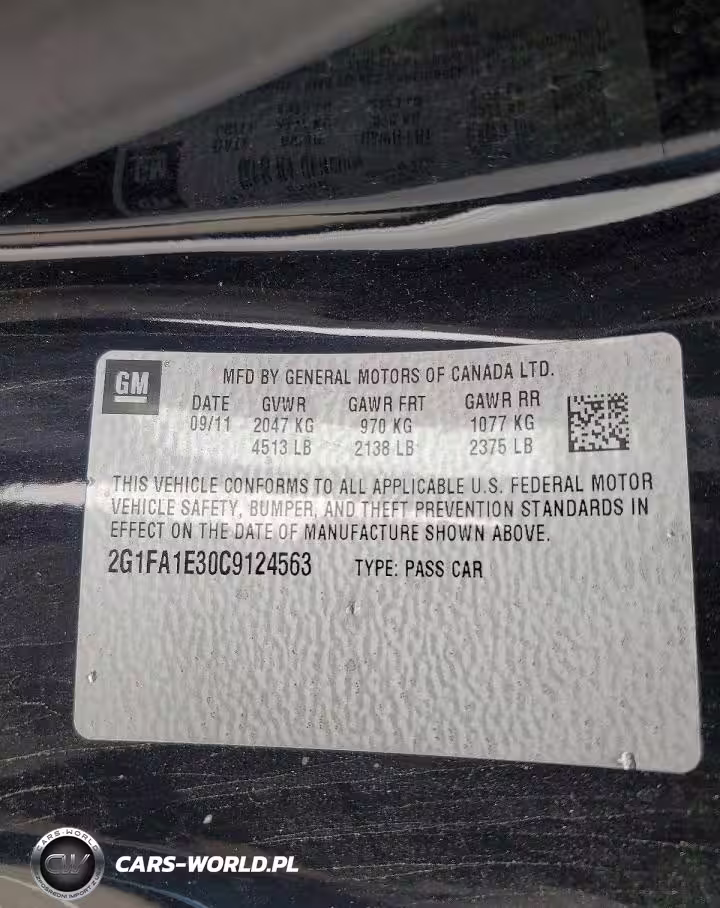 GM
MFD BY GENERAL MOTORS OF CANADA LTD.
DATE GVWR GAWR FRT GAWR RR
09/11 2047 KG 970 KG 1077 KG
4513 LB 2138 LB 2375 LB
THIS VEHICLE CONFORMS TO ALL APPLICABLE U.S. FEDERAL MOTOR
VEHICLE SAFETY, BUMPER, AND THEFT PREVENTION STANDARDS IN
EFFECT ON THE DATE OF MANUFACTURE SHOWN ABOVE.
2G1FA1E30C9124563 TYPE: PASS CAR
CARS-WORLD
CW
CARS-WORLD.PL